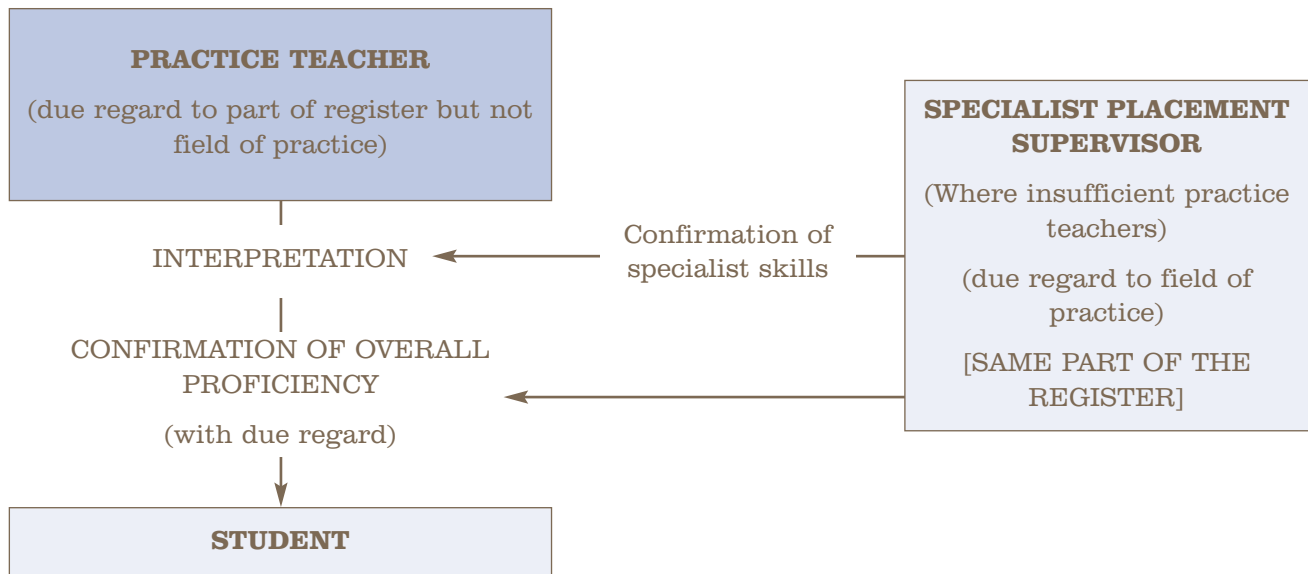 PRACTICE TEACHER
(due regard to part of register but not
field of practice)
SPECIALIST PLACEMENT
SUPERVISOR
(Where insufficient practice
teachers)
(due regard to field of
practice)
[SAME PART OF THE
REGISTER]
Confirmation of
specialist skills
INTERPRETATION
CONFIRMATION OF OVERALL
PROFICIENCY
(with due regard)
STUDENT